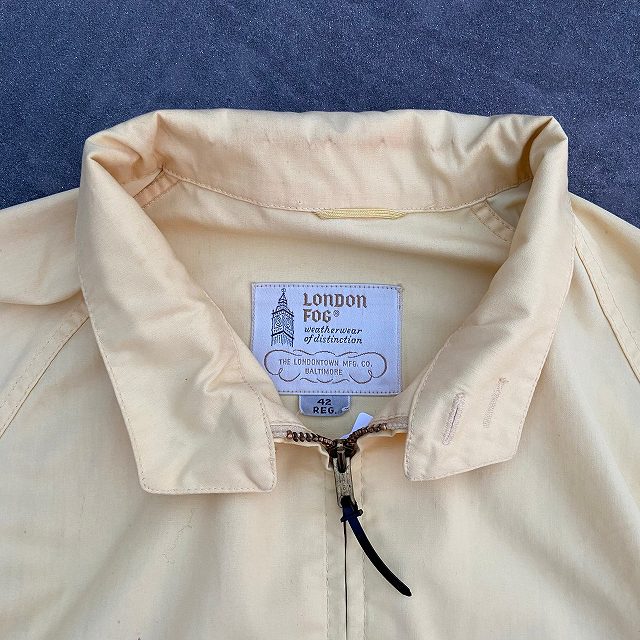 LONDON
FOG®
weatherwear
of distinction
THE LONDONTOWN MFG. CO.
BALTIMORE
42
REG.